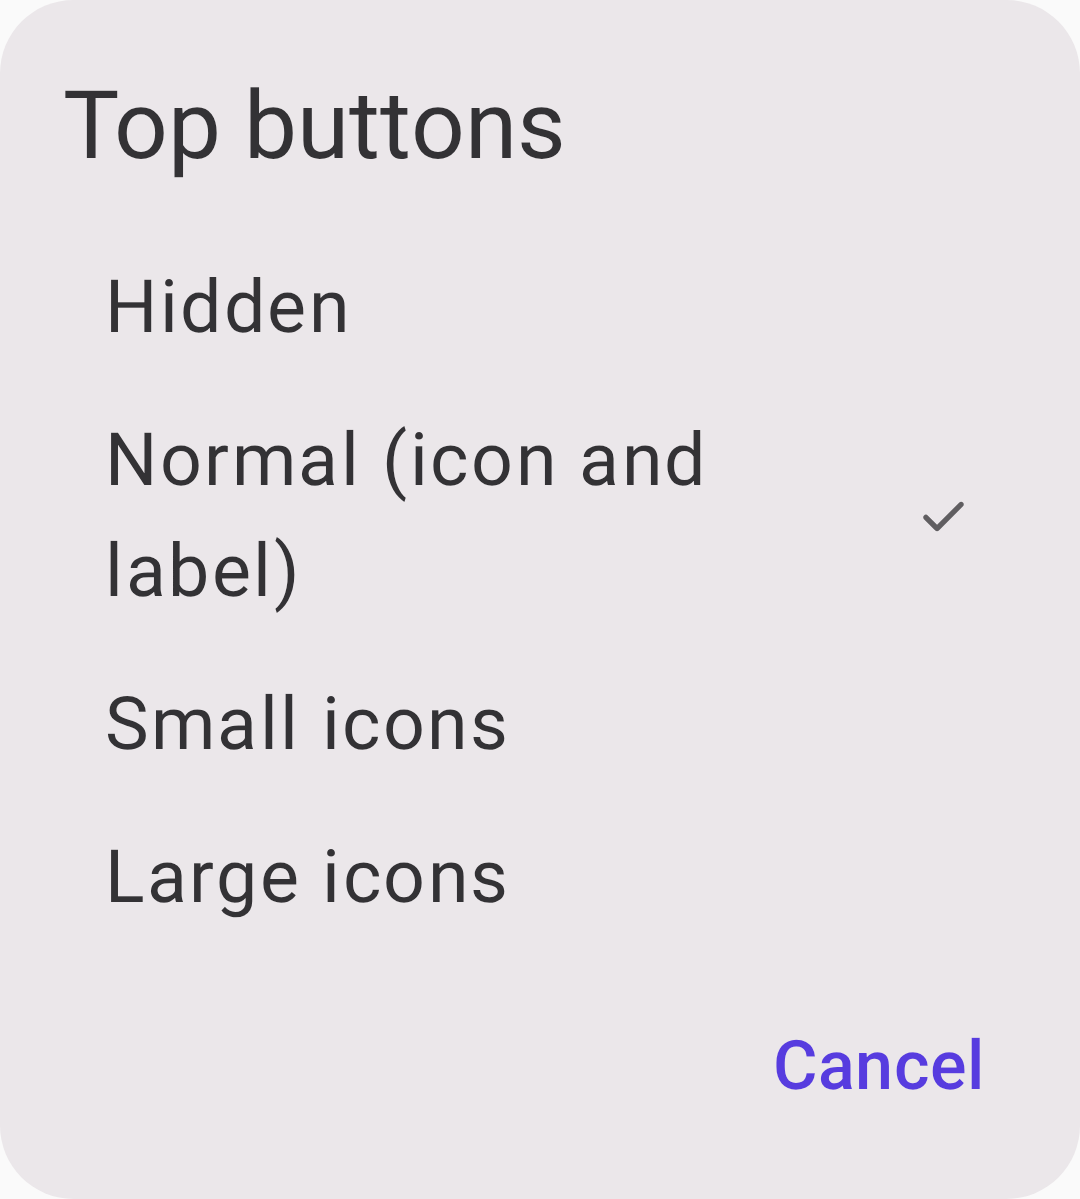 Top buttons
Hidden
Normal (icon and
label)
Small icons
Large icons
Cancel